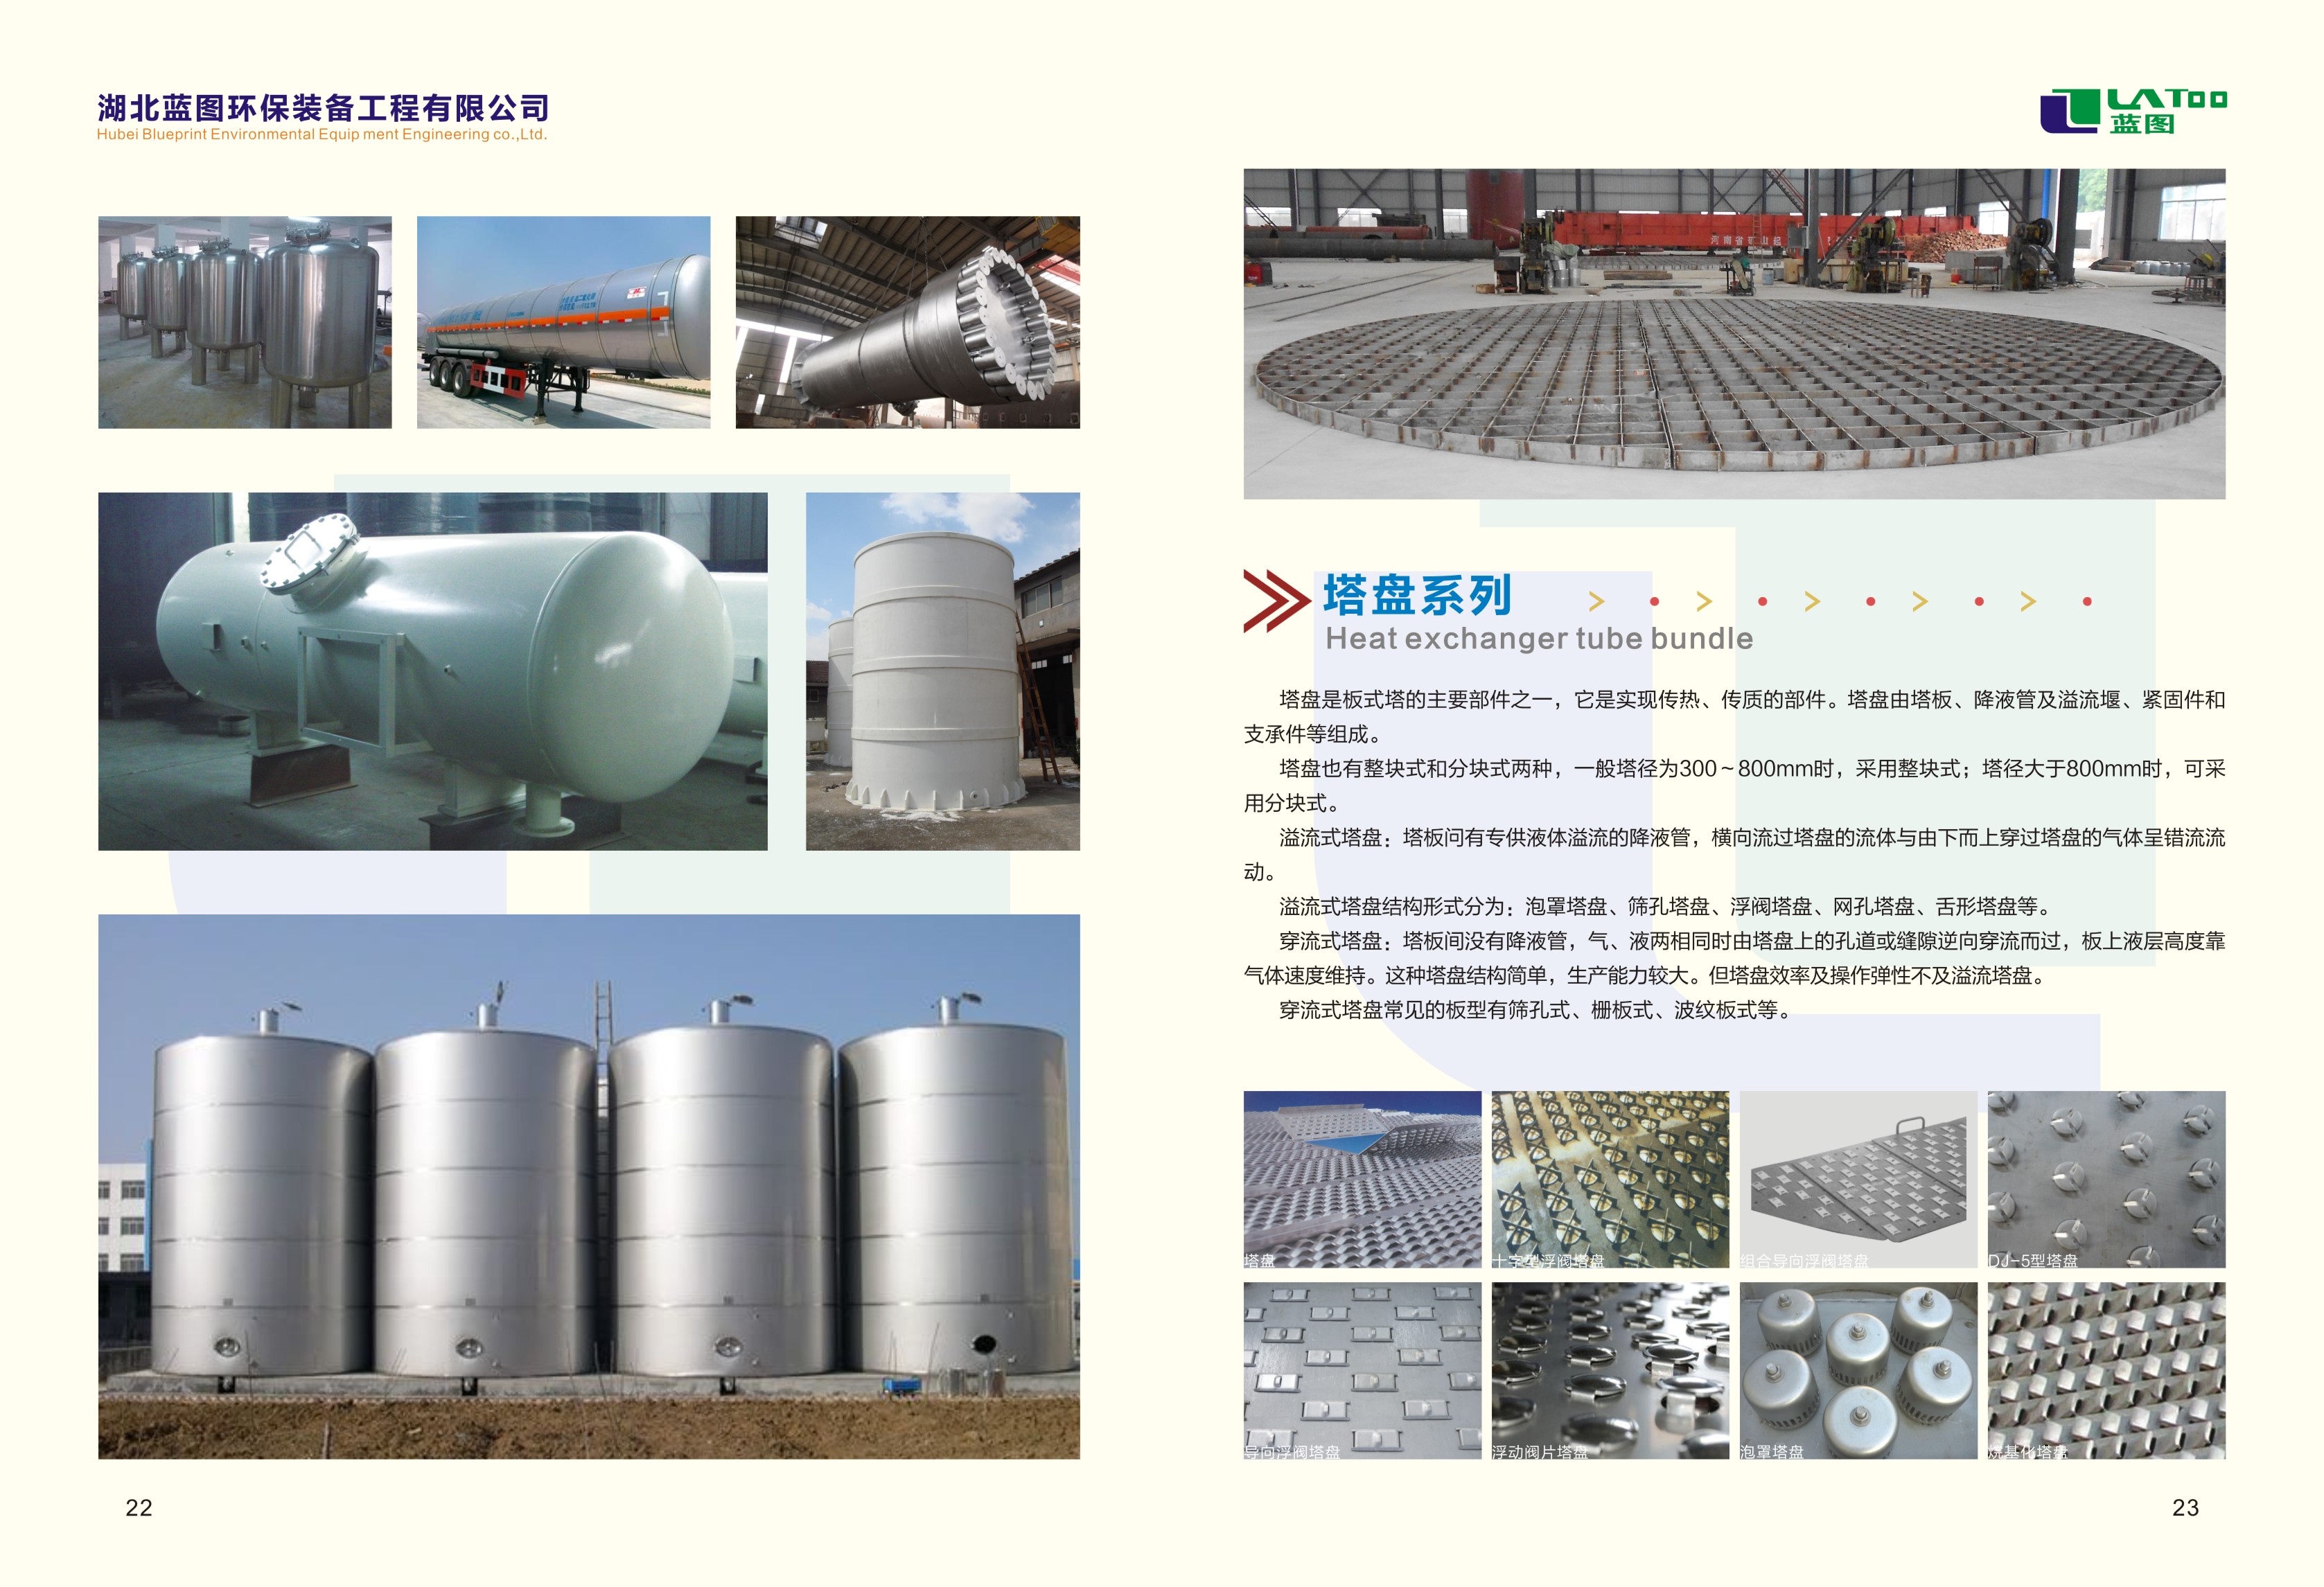 湖北蓝图环保装备工程有限公司
Hubei Blueprint Environmental Equip ment Engineering co.,Ltd.
LATOO
蓝图
河南省矿山起
塔盘系列
Heat exchanger tube bundle
塔盘是板式塔的主要部件之一，它是实现传热、传质的部件。塔盘由塔板、降液管及溢流堰、紧固件和
支承件等组成。
塔盘也有整块式和分块式两种，一般塔径为300~800mm时，采用整块式；塔径大于800mm时，可采
用分块式。
溢流式塔盘：塔板问有专供液体溢流的降液管，横向流过塔盘的流体与由下而上穿过塔盘的气体呈错流流
动。
溢流式塔盘结构形式分为：泡罩塔盘、筛孔塔盘、浮阀塔盘、网孔塔盘、舌形塔盘等。
穿流式塔盘：塔板间没有降液管，气、液两相同时由塔盘上的孔道或缝隙逆向穿流而过，板上液层高度靠
气体速度维持。这种塔盘结构简单，生产能力较大。但塔盘效率及操作弹性不及溢流塔盘。
穿流式塔盘常见的板型有筛孔式、栅板式、波纹板式等。
塔盘
十字型浮阀塔盘
组合导向浮阀塔盘
DJ-5型塔盘
导向浮阀塔盘
浮动阀片塔盘
泡罩塔盘
烷基化塔盘
22
23